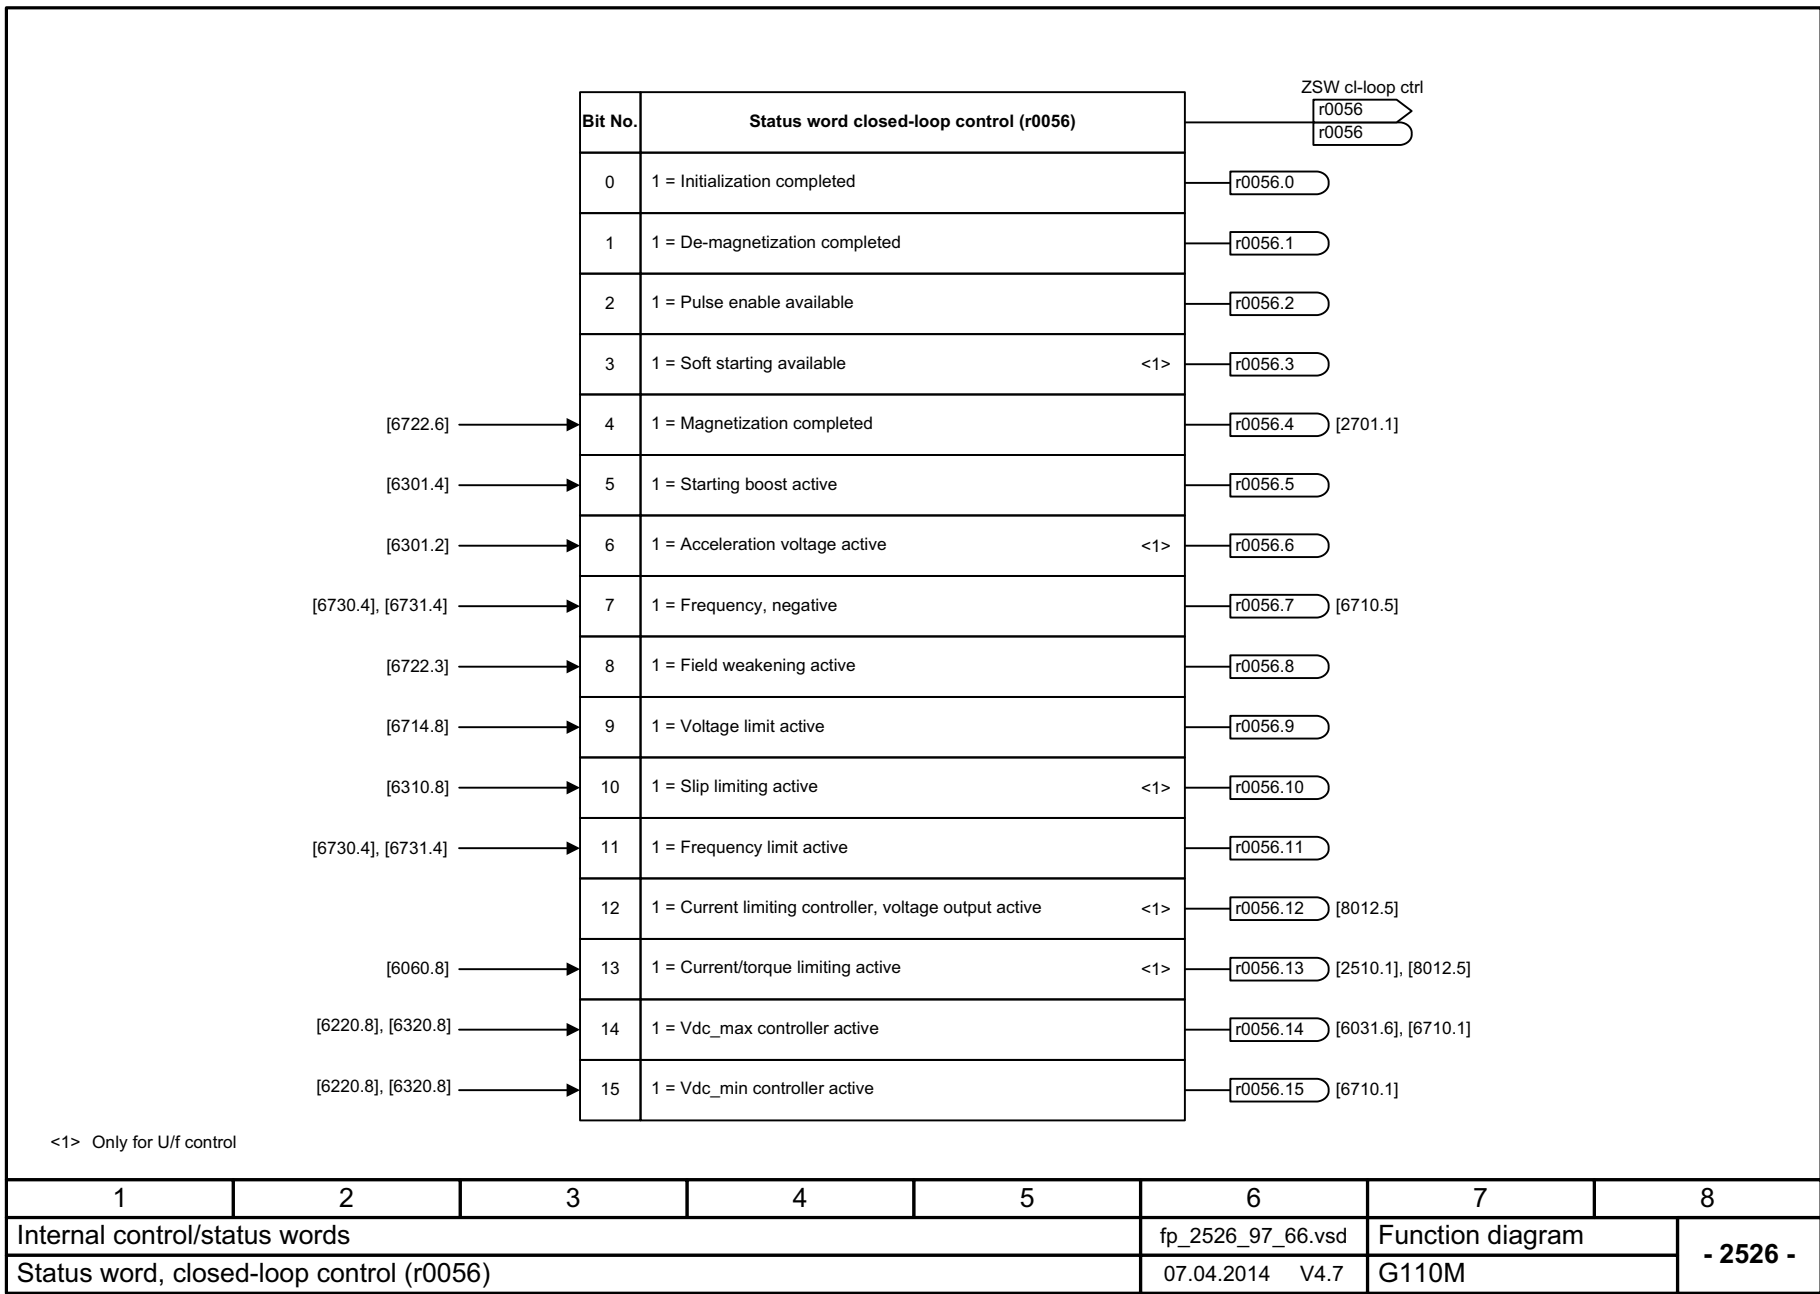 ZSW cl-loop ctrl
Bit No. Status word closed-loop control (r0056) r0056
r0056
0 1 = Initialization completed r0056.0
1 1 = De-magnetization completed r0056.1
2 1 = Pulse enable available r0056.2
3 1 = Soft starting available <1> r0056.3
[6722.6] 4 1 = Magnetization completed r0056.4 [2701.1]
[6301.4] 5 1 = Starting boost active r0056.5
[6301.2] 6 1 = Acceleration voltage active <1> r0056.6
[6730.4], [6731.4] 7 1 = Frequency, negative r0056.7 [6710.5]
[6722.3] 8 1 = Field weakening active r0056.8
[6714.8] 9 1 = Voltage limit active r0056.9
[6310.8] 10 1 = Slip limiting active <1> r0056.10
[6730.4], [6731.4] 11 1 = Frequency limit active r0056.11
12 1 = Current limiting controller, voltage output active <1> r0056.12 [8012.5]
[6060.8] 13 1 = Current/torque limiting active <1> r0056.13 [2510.1], [8012.5]
[6220.8], [6320.8] 14 1 = Vdc_max controller active r0056.14 [6031.6], [6710.1]
[6220.8], [6320.8] 15 1 = Vdc_min controller active r0056.15 [6710.1]
<1> Only for U/f control
1 2 3 4 5 6 7 8
Internal control/status words fp_2526_97_66.vsd Function diagram - 2526 -
Status word, closed-loop control (r0056) 07.04.2014 V4.7 G110M